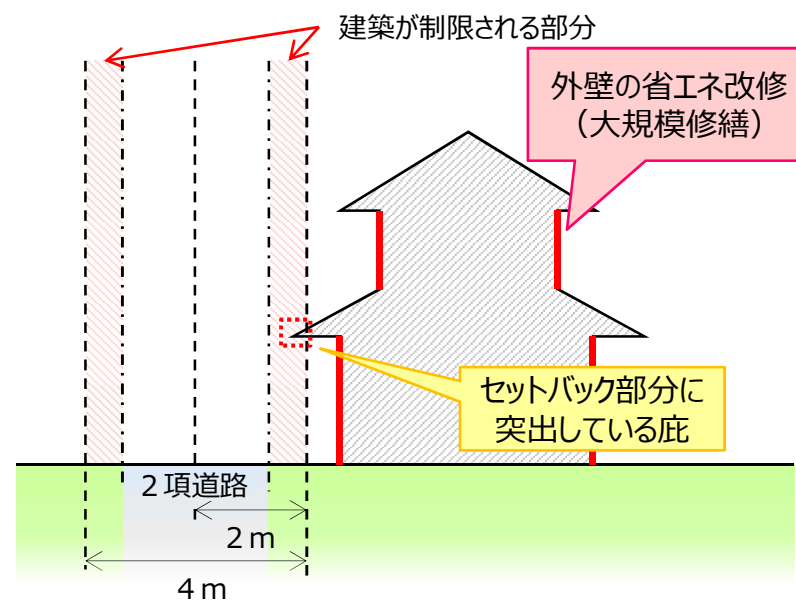 建築が制限される部分
外壁の省エネ改修
（大規模修繕）
セットバック部分に
突出している庇
２項道路
２ｍ
４ｍ